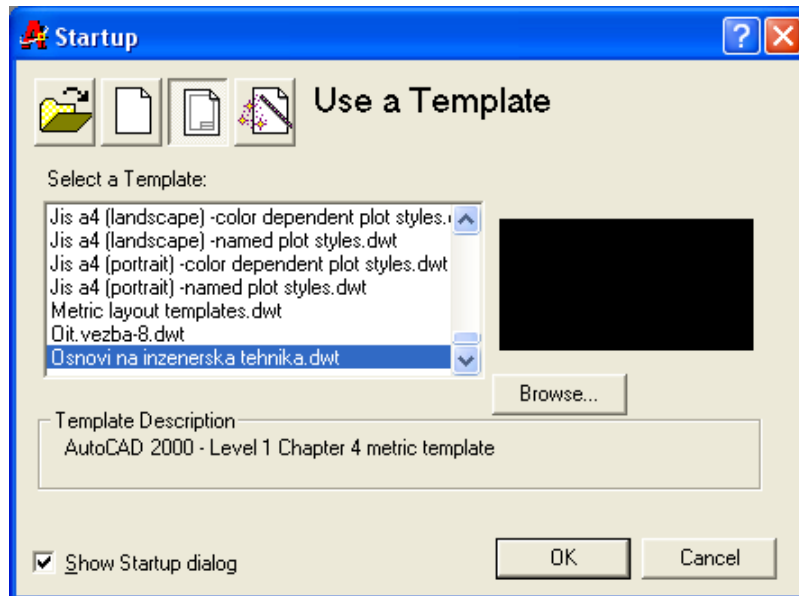 Startup
Use a Template
Select a Template:
Jis a4 (landscape) -color dependent plot styles.
Jis a4 (landscape) -named plot styles.dwt
Jis a4 (portrait) -color dependent plot styles.dwt
Jis a4 (portrait) -named plot styles.dwt
Metric layout templates.dwt
Oit.vezba-8.dwt
Osnovi na inzenerska tehnika.dwt
Browse...
Template Description
AutoCAD 2000 - Level 1 Chapter 4 metric template
Show Startup dialog
OK
Cancel